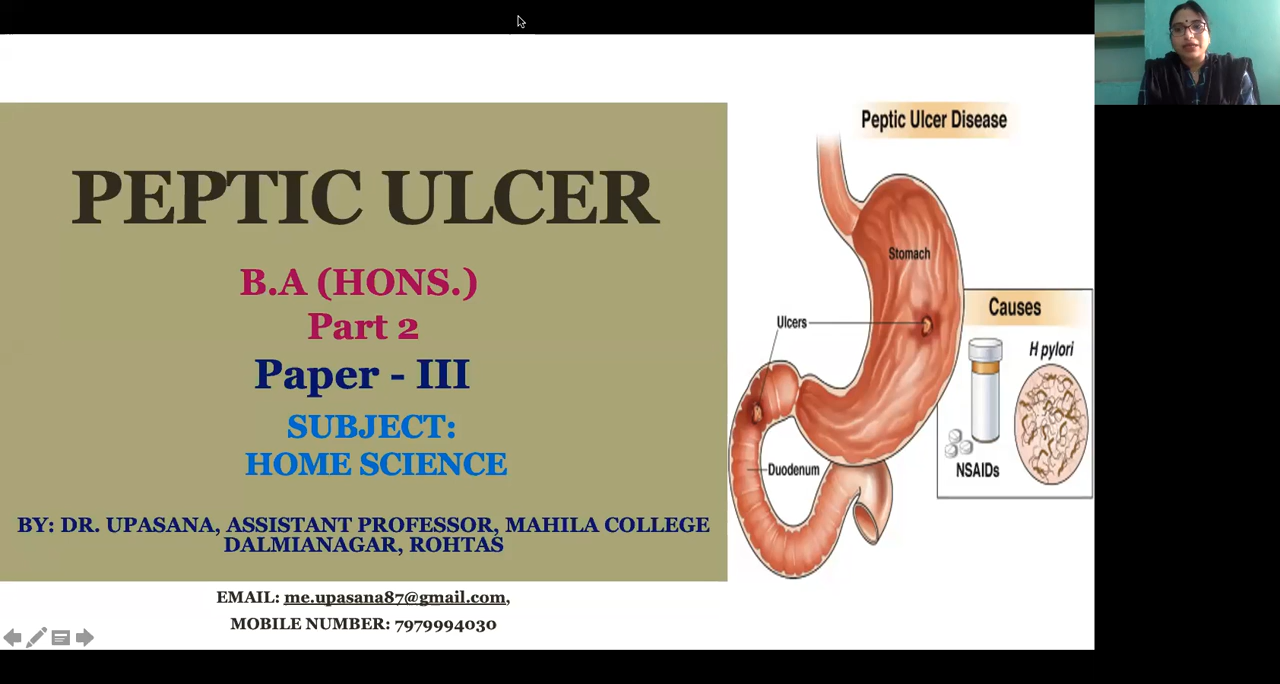 PEPTIC ULCER
B.A (HONS.)
Part 2
Paper - III
SUBJECT:
HOME SCIENCE
BY: DR. UPASANA, ASSISTANT PROFESSOR, MAHILA COLLEGE
DALMIANAGAR, ROHTAS
EMAIL: me.upasana87@gmail.com,
MOBILE NUMBER: 7979994030
Peptic Ulcer Disease
Stomach
Ulcers
Duodenum
Causes
H pylori
NSAIDs